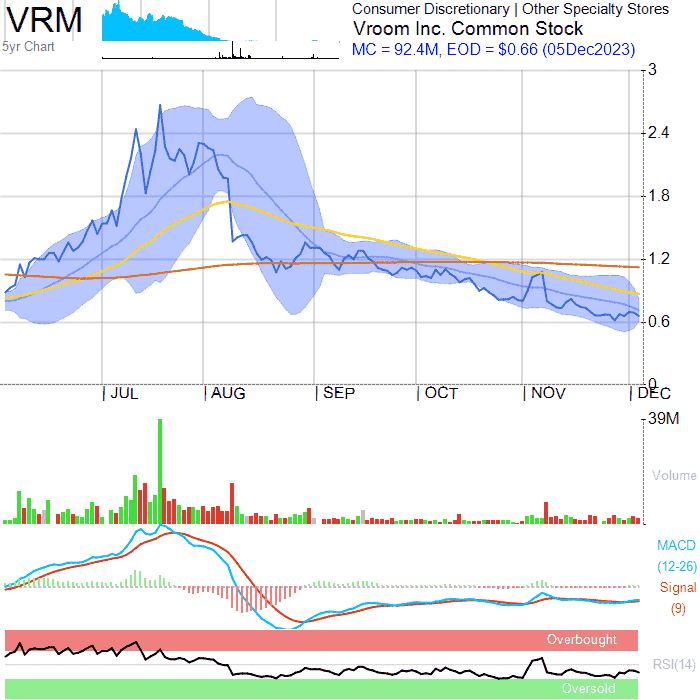 VRM
5yr Chart
Consumer Discretionary | Other Specialty Stores
Vroom Inc. Common Stock
MC = 92.4M, EOD = $0.66 (05Dec2023)
3
2.4
1.8
1.2
0.6
0
JUL AUG SEP OCT NOV DEC
39M
Volume
MACD
(12-26)
Signal
(9)
Overbought
RSI(14)
Oversold